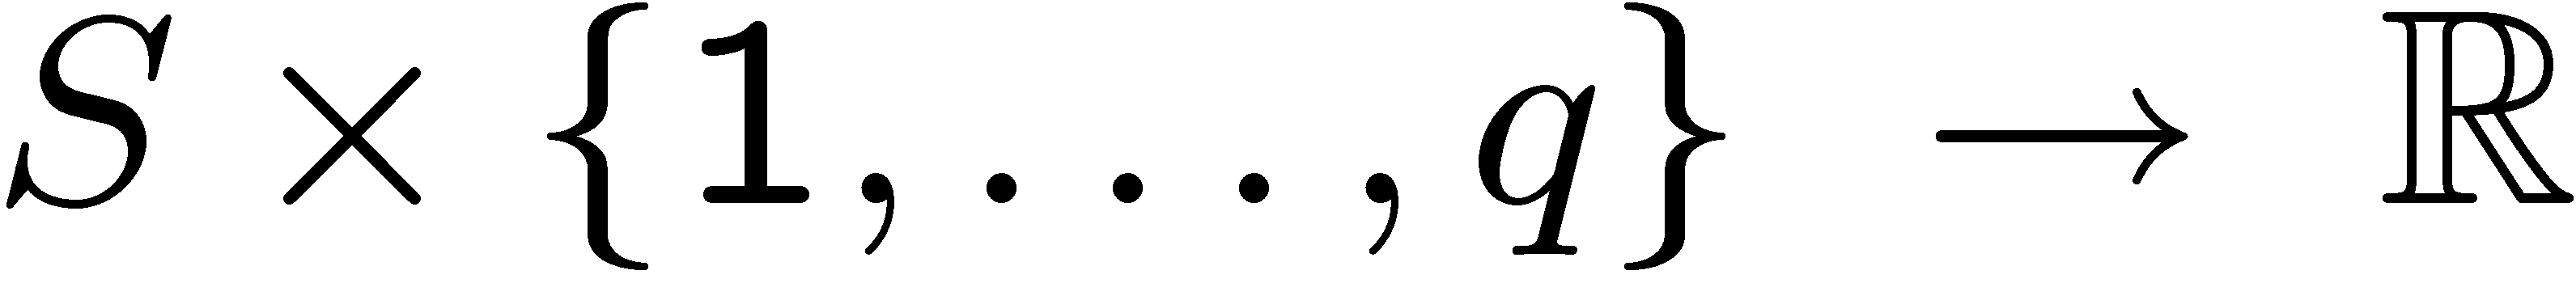 S × {1, . . . , q} ⟶ ℝ